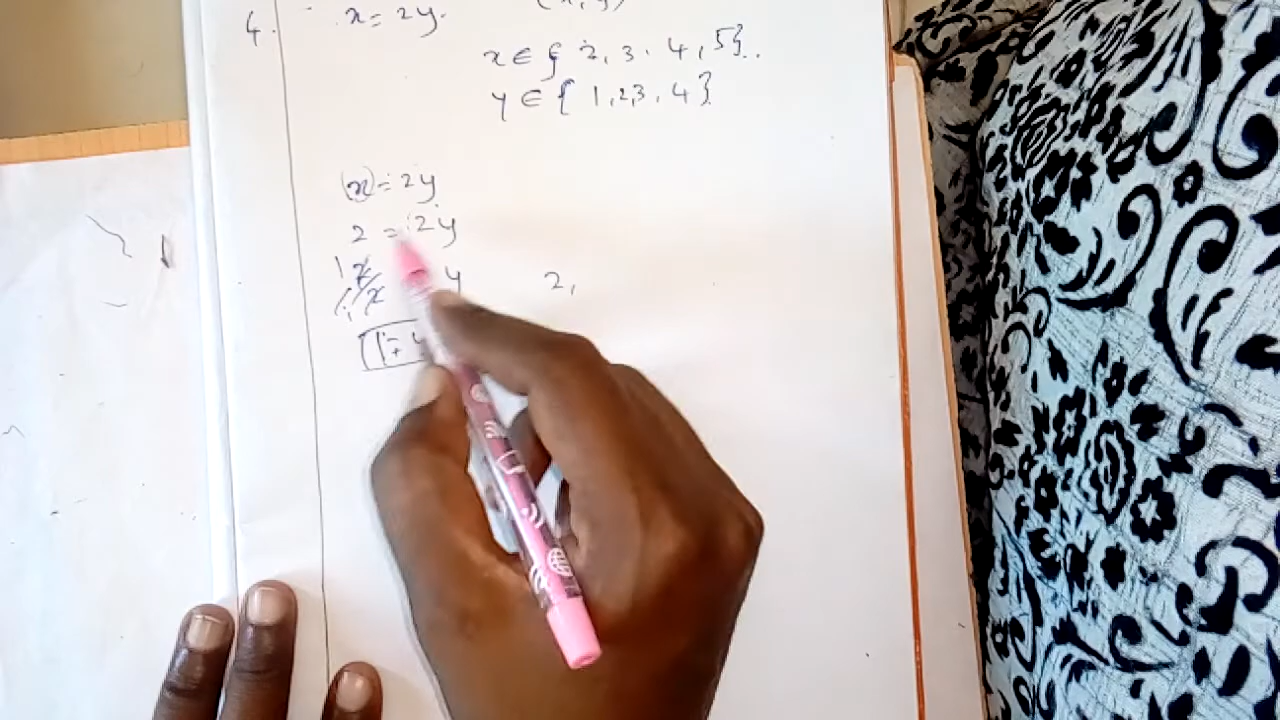 4. x = 2y. (x, y)
x ∈ { 2, 3, 4, 5}.
y ∈ { 1, 2, 3, 4 }
(x) = 2y
2 = 2y
y 2,